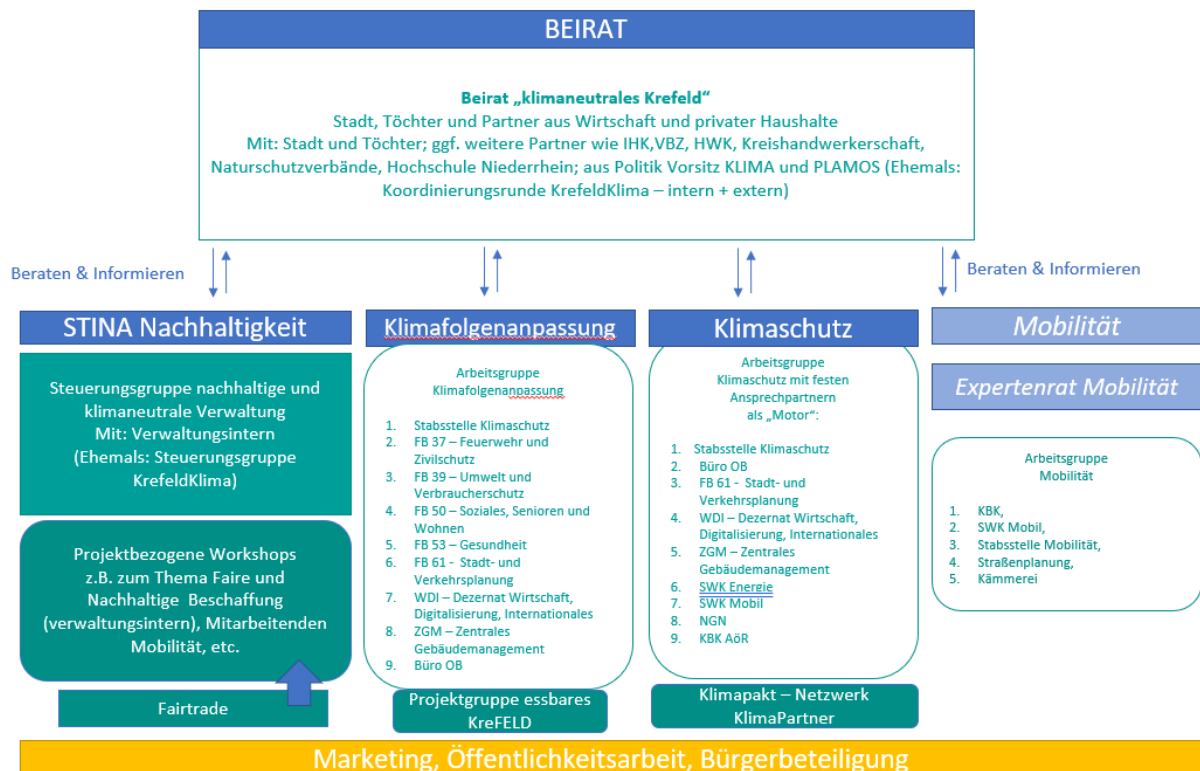 BEIRAT
Beirat „klimaneutrales Krefeld“
Stadt, Töchter und Partner aus Wirtschaft und privater Haushalte
Mit: Stadt und Töchter; ggf. weitere Partner wie IHK,VBZ, HWK, Kreishandwerkerschaft,
Naturschutzverbände, Hochschule Niederrhein; aus Politik Vorsitz KLIMA und PLAMOS (Ehemals:
Koordinierungsrunde KrefeldKlima – intern + extern)
Beraten & Informieren
Beraten & Informieren
STINA Nachhaltigkeit
Steuerungsgruppe nachhaltige und
klimaneutrale Verwaltung
Mit: Verwaltungsintern
(Ehemals: Steuerungsgruppe
KrefeldKlima)
Projektbezogene Workshops
z.B. zum Thema Faire und
Nachhaltige Beschaffung
(verwaltungsintern), Mitarbeitenden
Mobilität, etc.
Fairtrade
Klimafolgenanpassung
Arbeitsgruppe
Klimafolgenanpassung
1. Stabsstelle Klimaschutz
2. FB 37 – Feuerwehr und
Zivilschutz
3. FB 39 – Umwelt und
Verbraucherschutz
4. FB 50 – Soziales, Senioren und
Wohnen
5. FB 53 – Gesundheit
6. FB 61 - Stadt- und
Verkehrsplanung
7. WDI – Dezernat Wirtschaft,
Digitalisierung, Internationales
8. ZGM – Zentrales
Gebäudemanagement
9. Büro OB
Projektgruppe essbares
KreFELD
Klimaschutz
Arbeitsgruppe
Klimaschutz mit festen
Ansprechpartnern
als „Motor“:
1. Stabsstelle Klimaschutz
2. Büro OB
3. FB 61 - Stadt- und
Verkehrsplanung
4. WDI – Dezernat Wirtschaft,
Digitalisierung, Internationales
5. ZGM – Zentrales
Gebäudemanagement
6. SWK Energie
7. SWK Mobil
8. NGN
9. KBK AöR
Klimapakt – Netzwerk
KlimaPartner
Mobilität
Expertenrat Mobilität
Arbeitsgruppe
Mobilität
1. KBK,
2. SWK Mobil,
3. Stabsstelle Mobilität,
4. Straßenplanung,
5. Kämmerei
Marketing, Öffentlichkeitsarbeit, Bürgerbeteiligung